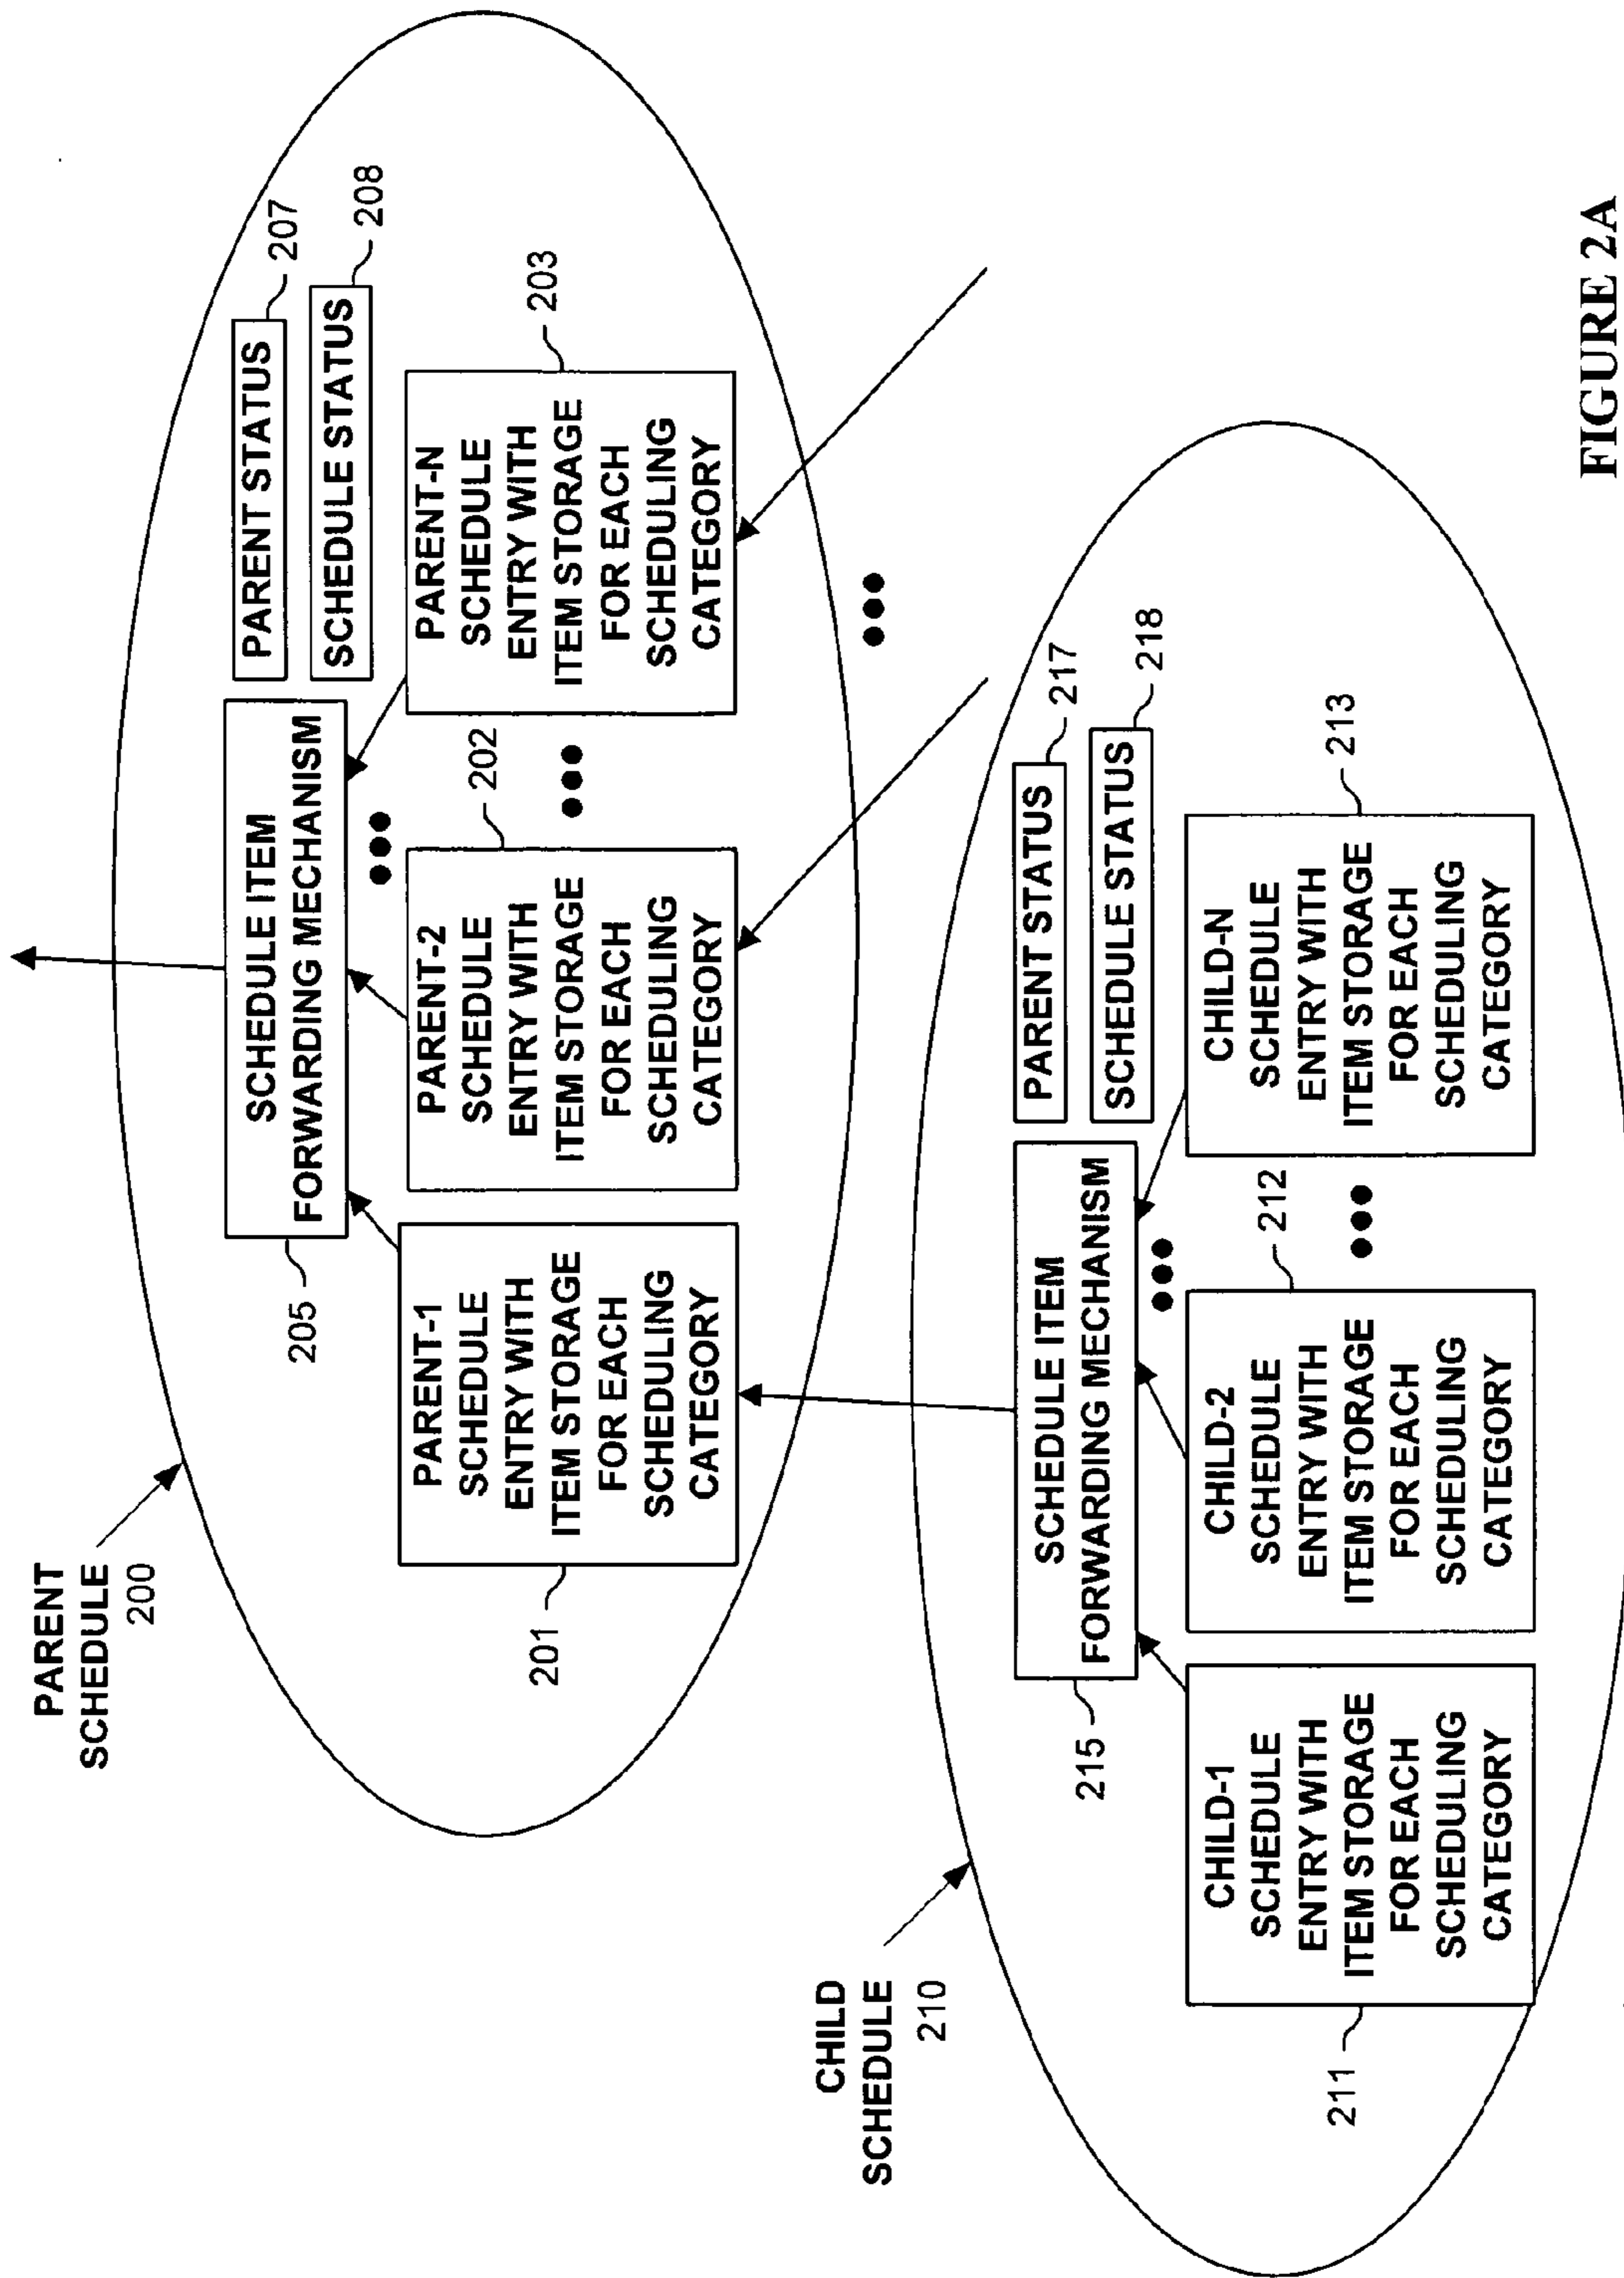 PARENT
SCHEDULE
200
SCHEDULE ITEM
FORWARDING MECHANISM
205
PARENT STATUS
207
SCHEDULE STATUS
208
PARENT-1
SCHEDULE
ENTRY WITH
ITEM STORAGE
FOR EACH
SCHEDULING
CATEGORY
201
PARENT-2
SCHEDULE
ENTRY WITH
ITEM STORAGE
FOR EACH
SCHEDULING
CATEGORY
202
PARENT-N
SCHEDULE
ENTRY WITH
ITEM STORAGE
FOR EACH
SCHEDULING
CATEGORY
203
CHILD
SCHEDULE
210
SCHEDULE ITEM
FORWARDING MECHANISM
215
PARENT STATUS
217
SCHEDULE STATUS
218
CHILD-1
SCHEDULE
ENTRY WITH
ITEM STORAGE
FOR EACH
SCHEDULING
CATEGORY
211
CHILD-2
SCHEDULE
ENTRY WITH
ITEM STORAGE
FOR EACH
SCHEDULING
CATEGORY
212
CHILD-N
SCHEDULE
ENTRY WITH
ITEM STORAGE
FOR EACH
SCHEDULING
CATEGORY
213
FIGURE 2A